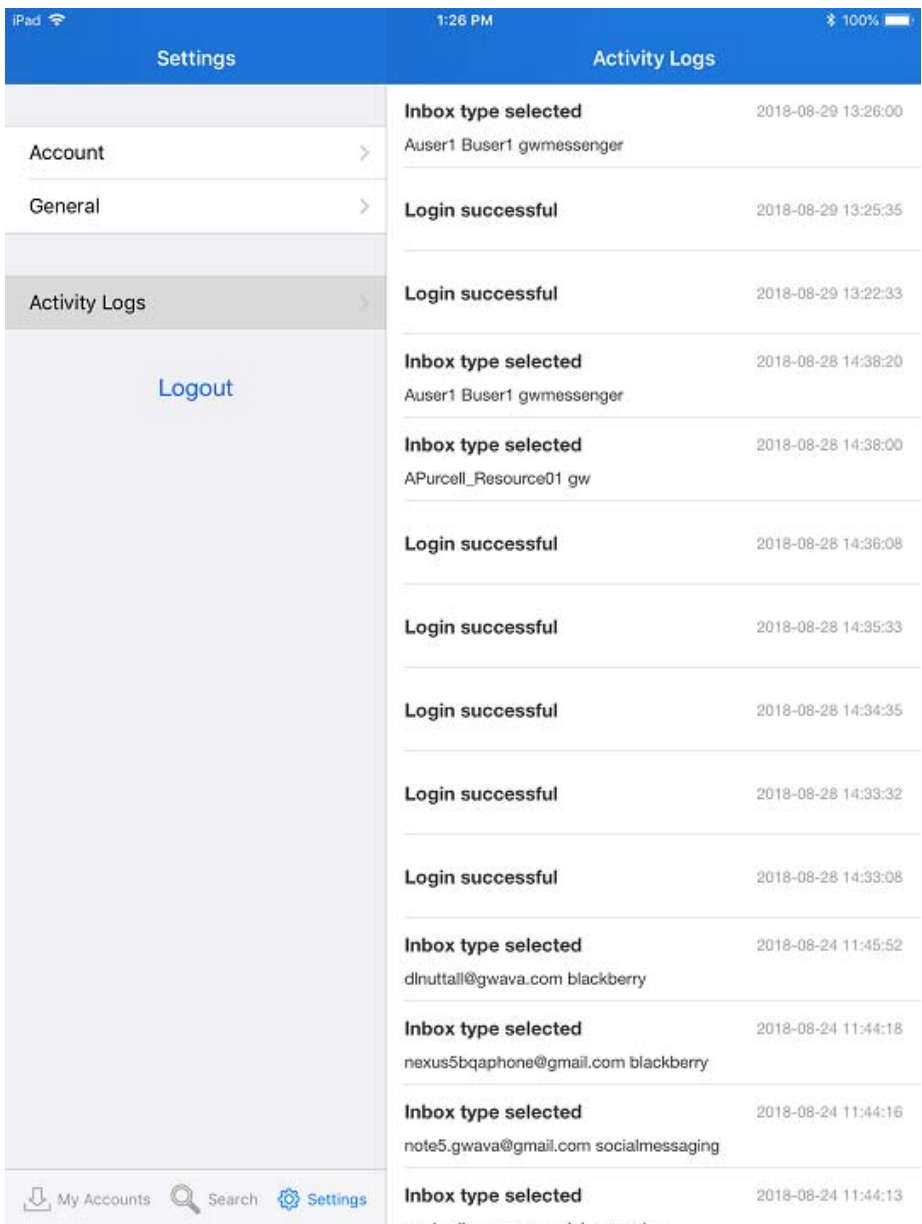 iPad 1:26 PM 100%
Settings
Account
General
Activity Logs
Logout
My Accounts Search Settings
Activity Logs
Inbox type selected 2018-08-29 13:26:00
Auser1 Buser1 gwmessenger
Login successful 2018-08-29 13:25:35
Login successful 2018-08-29 13:22:33
Inbox type selected 2018-08-28 14:38:20
Auser1 Buser1 gwmessenger
Inbox type selected 2018-08-28 14:38:00
APurcell_Resource01 gw
Login successful 2018-08-28 14:36:08
Login successful 2018-08-28 14:35:33
Login successful 2018-08-28 14:34:35
Login successful 2018-08-28 14:33:32
Login successful 2018-08-28 14:33:08
Inbox type selected 2018-08-24 11:45:52
dlnuttall@gwava.com blackberry
Inbox type selected 2018-08-24 11:44:18
nexus5bqaphone@gmail.com blackberry
Inbox type selected 2018-08-24 11:44:16
note5.gwava@gmail.com socialmessaging
Inbox type selected 2018-08-24 11:44:13